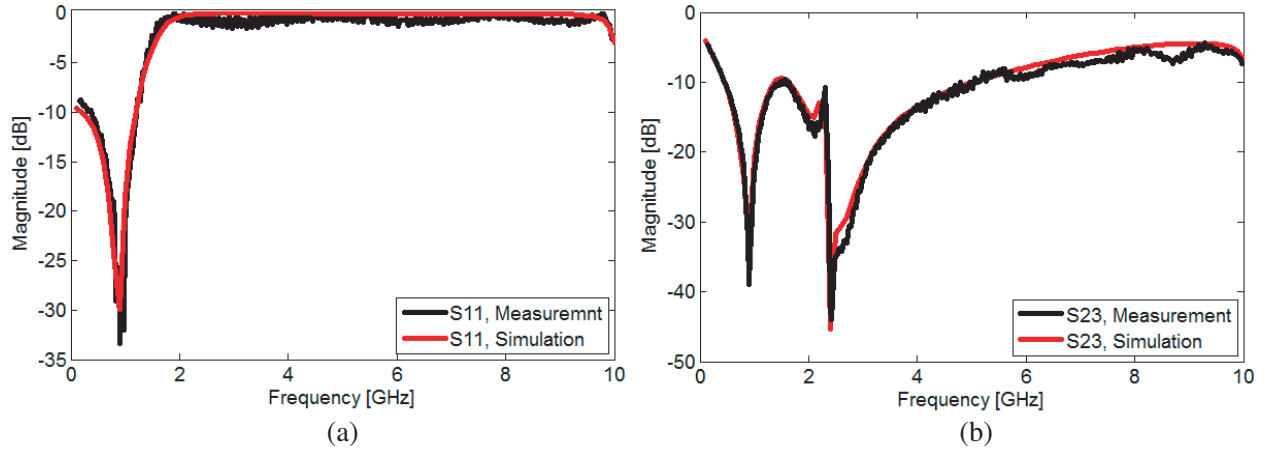 0
-5
-10
-15
-20
-25
-30
-35
Magnitude [dB]
S11, Measuremnt
S11, Simulation
0 2 4 6 8 10
Frequency [GHz]
(a)
0
-10
-20
-30
-40
-50
Magnitude [dB]
S23, Measurement
S23, Simulation
0 2 4 6 8 10
Frequency [GHz]
(b)